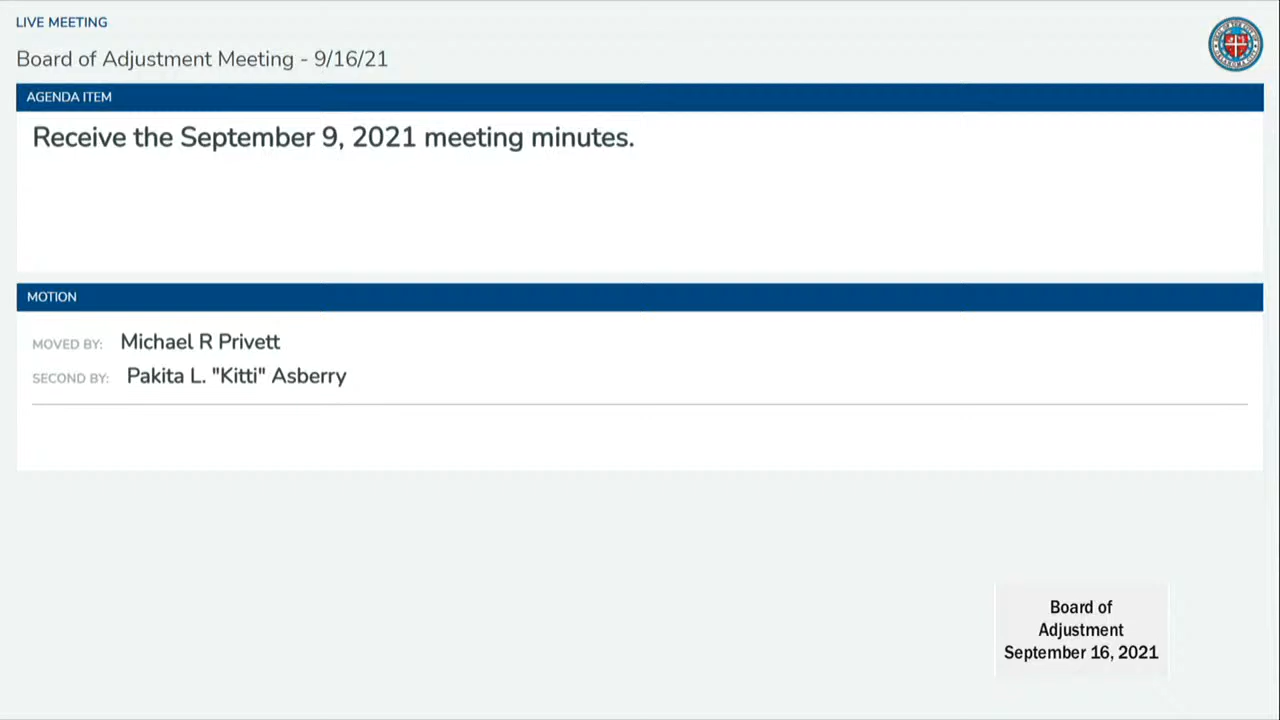 LIVE MEETING
Board of Adjustment Meeting - 9/16/21
AGENDA ITEM
Receive the September 9, 2021 meeting minutes.
MOTION
MOVED BY: Michael R Privett
SECOND BY: Pakita L. "Kitti" Asberry
Board of
Adjustment
September 16, 2021